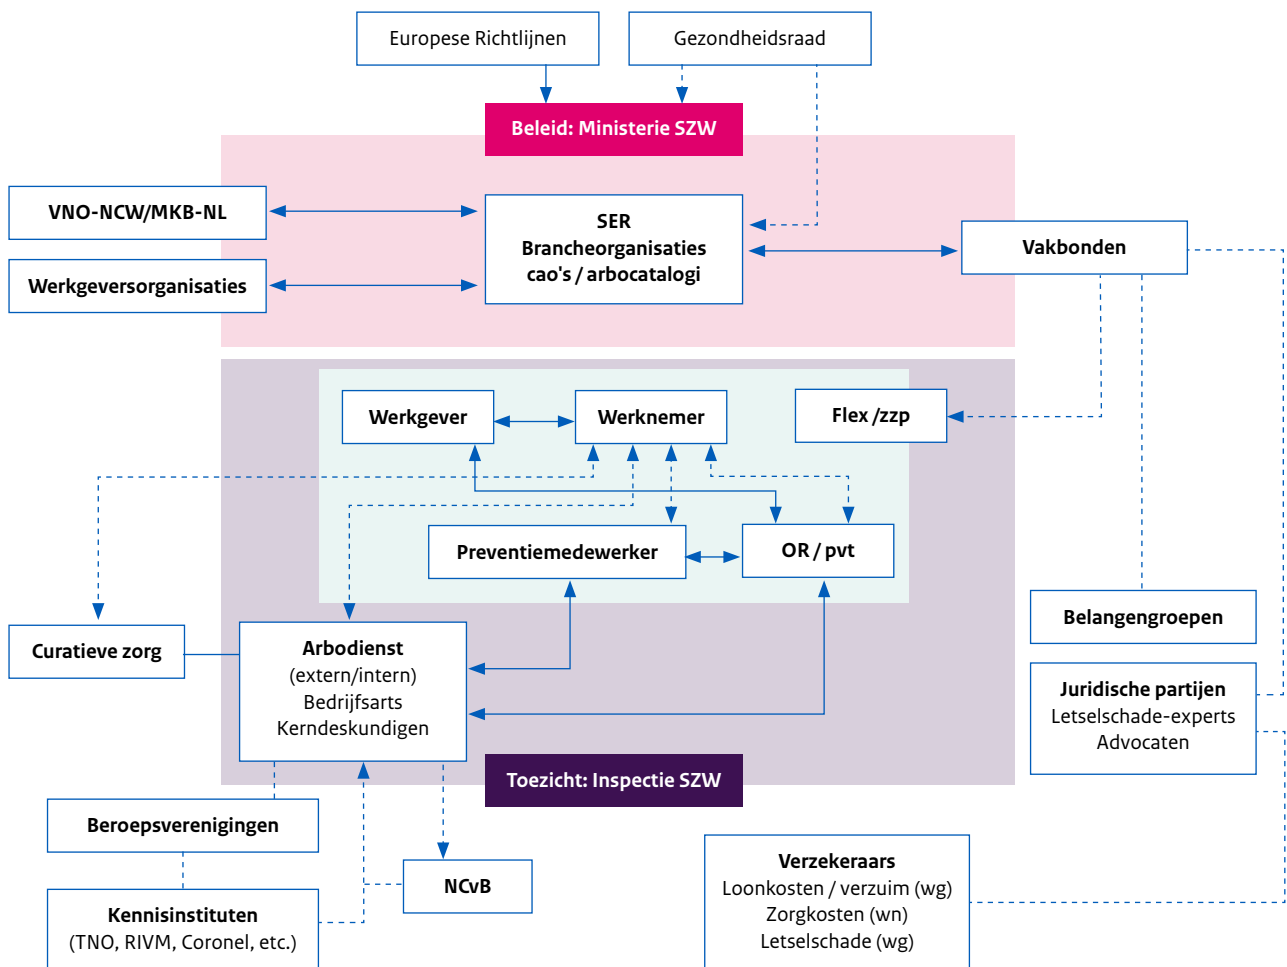 Europese Richtlijnen
Gezondheidsraad
Beleid: Ministerie SZW
VNO-NCW/MKB-NL
Werkgeversorganisaties
SER
Brancheorganisaties
cao's / arbocatalogi
Vakbonden
Werkgever
Werknemer
Flex /zzp
Preventiemedewerker
OR / pvt
Curatieve zorg
Arbodienst
(extern/intern)
Bedrijfsarts
Kerndeskundigen
Belangengroepen
Juridische partijen
Letselschade-experts
Advocaten
Toezicht: Inspectie SZW
Beroepsverenigingen
NCvB
Kennisinstituten
(TNO, RIVM, Coronel, etc.)
Verzekeraars
Loonkosten / verzuim (wg)
Zorgkosten (wn)
Letselschade (wg)